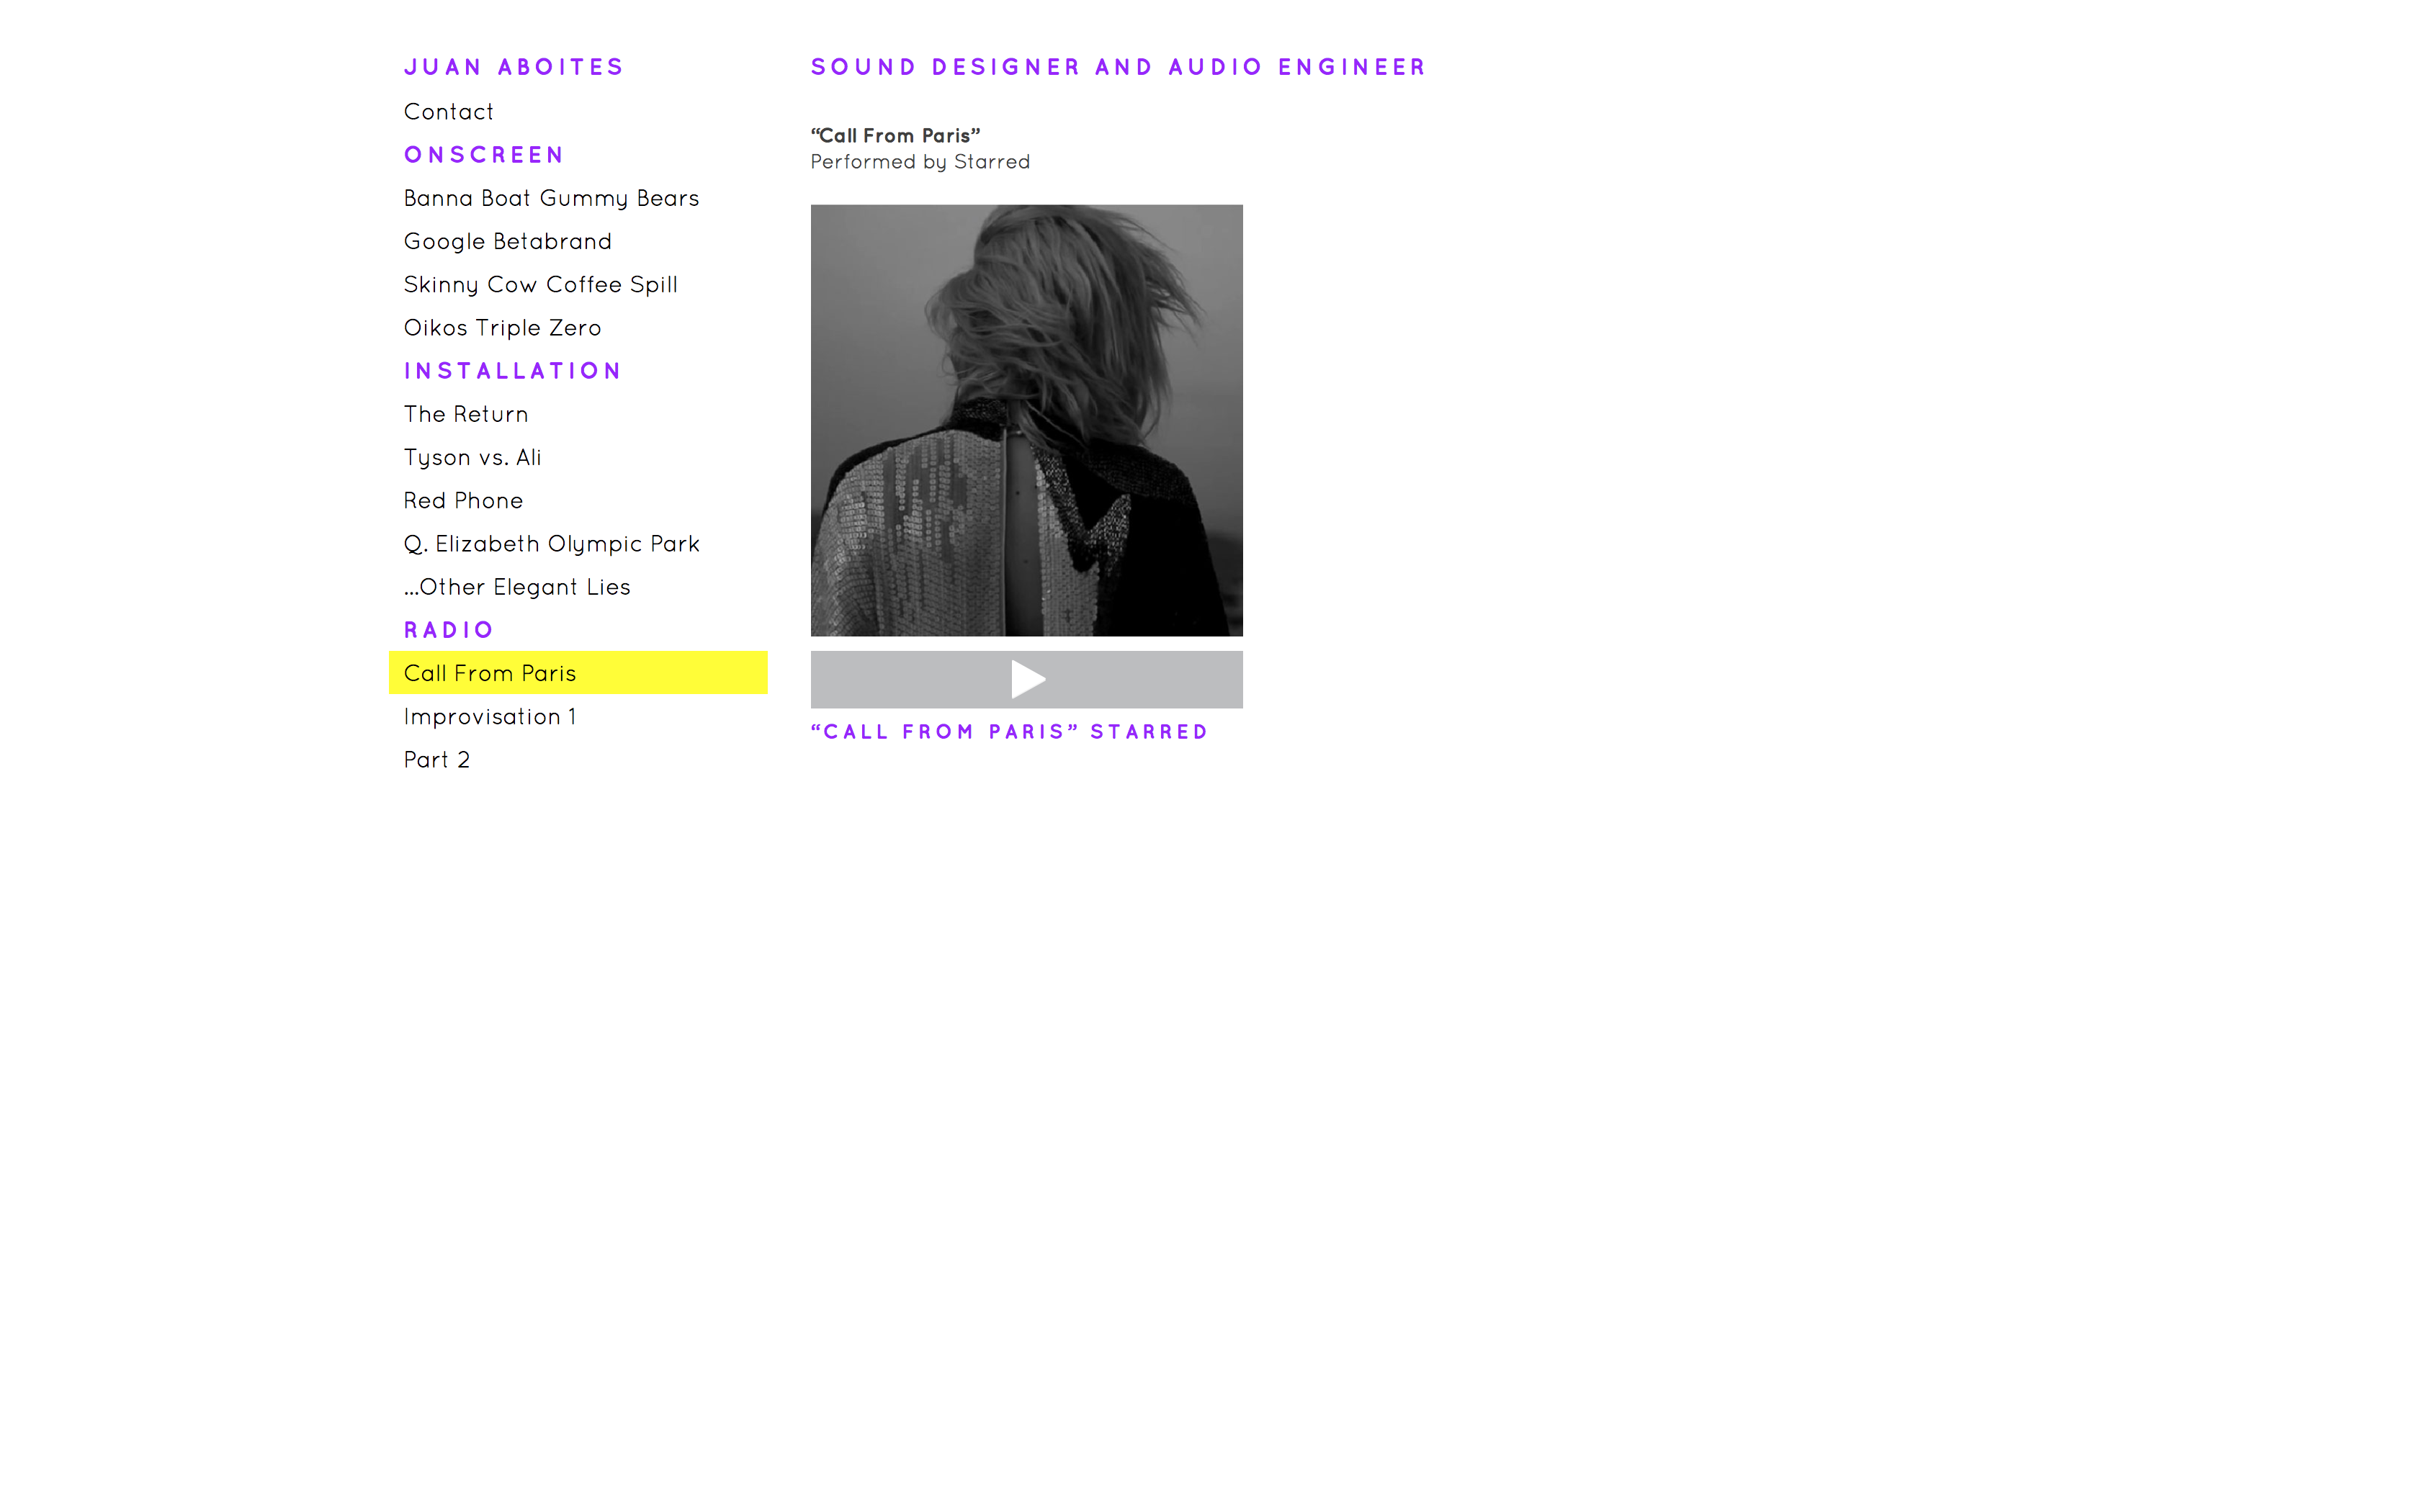 JUAN ABOITES
Contact
ONSCREEN
Banna Boat Gummy Bears
Google Betabrand
Skinny Cow Coffee Spill
Oikos Triple Zero
INSTALLATION
The Return
Tyson vs. Ali
Red Phone
Q. Elizabeth Olympic Park
...Other Elegant Lies
RADIO
Call From Paris
Improvisation 1
Part 2
SOUND DESIGNER AND AUDIO ENGINEER
“Call From Paris”
Performed by Starred
“CALL FROM PARIS” STARRED